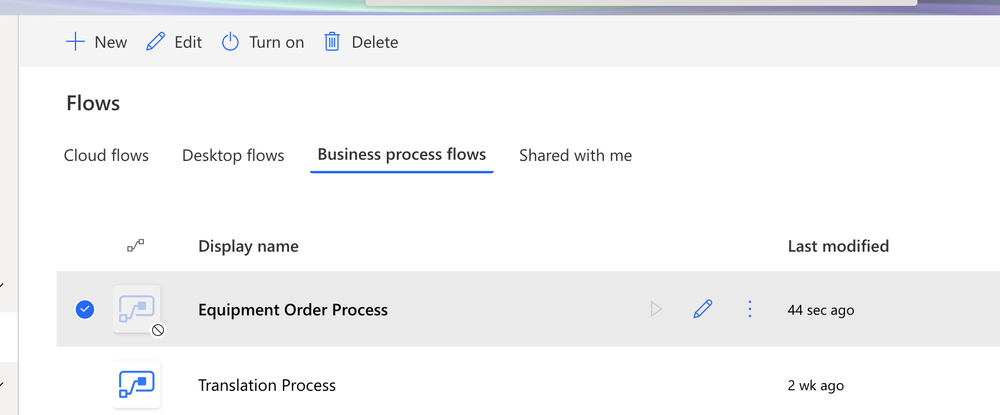 New Edit Turn on Delete
Flows
Cloud flows Desktop flows Business process flows Shared with me
Display name Last modified
Equipment Order Process 44 sec ago
Translation Process 2 wk ago